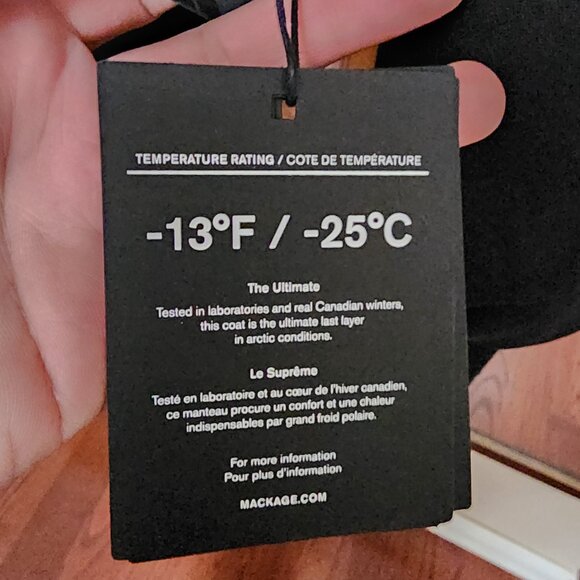 TEMPERATURE RATING / COTE DE TEMPÉRATURE
-13°F / -25°C
The Ultimate
Tested in laboratories and real Canadian winters,
this coat is the ultimate last layer
in arctic conditions.
Le Suprême
Testé en laboratoire et au cœur de l'hiver canadien,
ce manteau procure un confort et une chaleur
indispensables par grand froid polaire.
For more information
Pour plus d'information
MACKAGE.COM